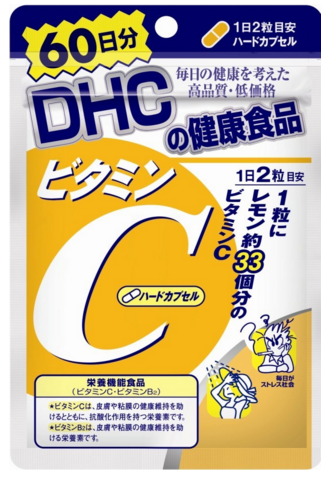 60日分
1日2粒目安
ハードカプセル
毎日の健康を考えた
高品質・低価格
DHC
の健康食品
ビタミン
C
1日2粒目安
1粒に
レモン約33個分の
ビタミンC
ハードカプセル
毎日が
ストレス社会
栄養機能食品
(ビタミンC・ビタミンB2)
★ビタミンCは、皮膚や粘膜の健康維持を助
けるとともに、抗酸化作用を持つ栄養素です。
★ビタミンB2は、皮膚や粘膜の健康維持を助
ける栄養素です。